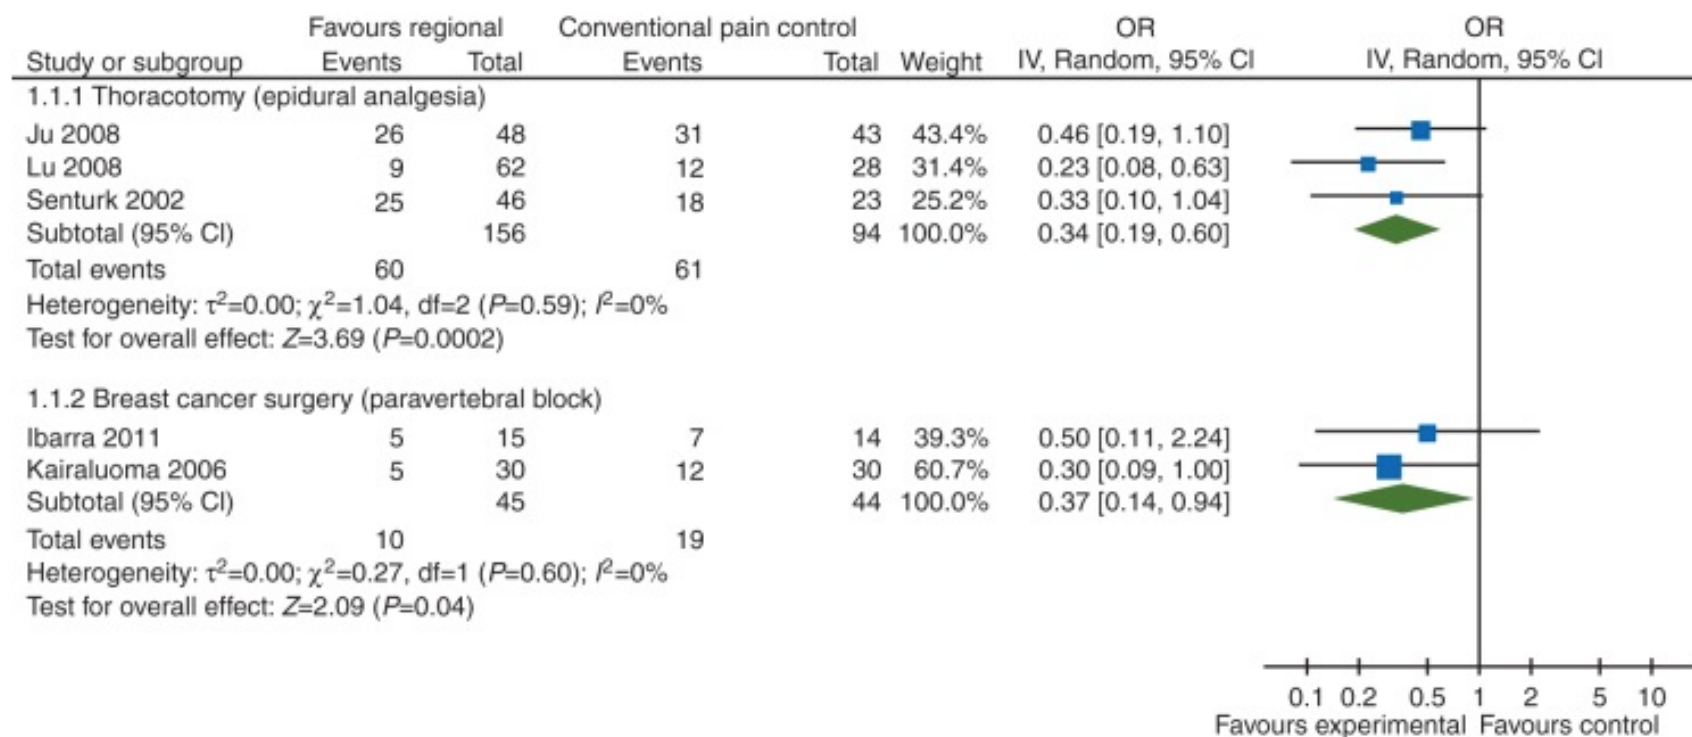 Favours regional Conventional pain control OR OR
Study or subgroup Events Total Events Total Weight IV, Random, 95% CI IV, Random, 95% CI
1.1.1 Thoracotomy (epidural analgesia)
Ju 2008 26 48 31 43 43.4% 0.46 [0.19, 1.10]
Lu 2008 9 62 12 28 31.4% 0.23 [0.08, 0.63]
Senturk 2002 25 46 18 23 25.2% 0.33 [0.10, 1.04]
Subtotal (95% CI) 156 94 100.0% 0.34 [0.19, 0.60]
Total events 60 61
Heterogeneity: τ²=0.00; χ²=1.04, df=2 (P=0.59); I²=0%
Test for overall effect: Z=3.69 (P=0.0002)
1.1.2 Breast cancer surgery (paravertebral block)
Ibarra 2011 5 15 7 14 39.3% 0.50 [0.11, 2.24]
Kairaluoma 2006 5 30 12 30 60.7% 0.30 [0.09, 1.00]
Subtotal (95% CI) 45 44 100.0% 0.37 [0.14, 0.94]
Total events 10 19
Heterogeneity: τ²=0.00; χ²=0.27, df=1 (P=0.60); I²=0%
Test for overall effect: Z=2.09 (P=0.04)
0.1 0.2 0.5 1 2 5 10
Favours experimental Favours control